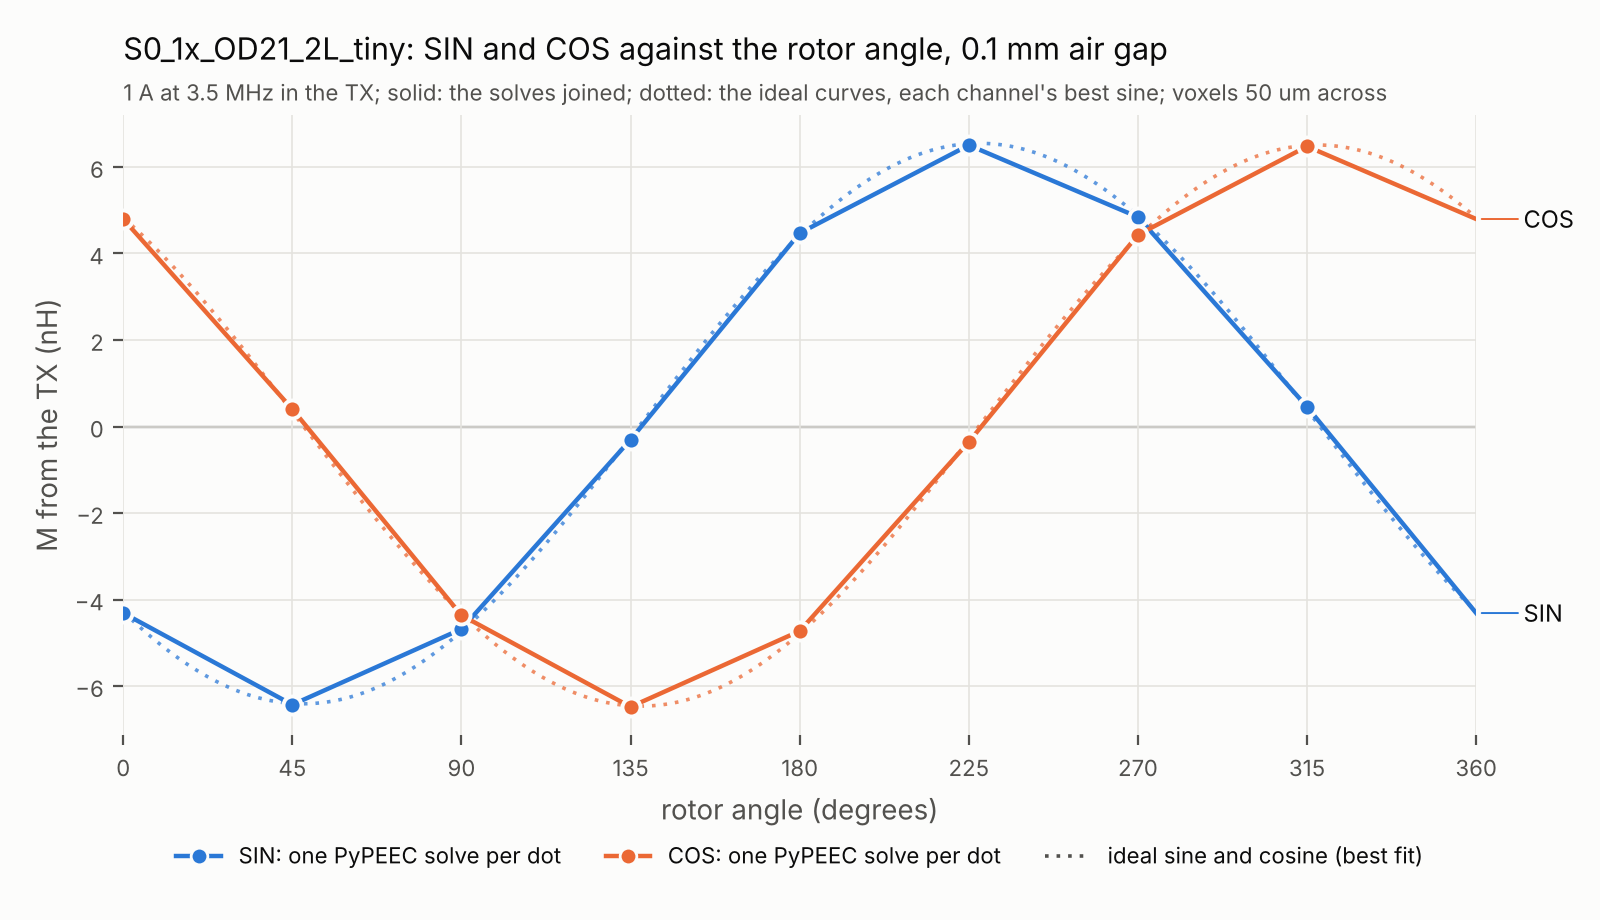 S0_1x_OD21_2L_tiny: SIN and COS against the rotor angle, 0.1 mm air gap
1 A at 3.5 MHz in the TX; solid: the solves joined; dotted: the ideal curves, each channel's best sine; voxels 50 um across
M from the TX (nH)
6
4
2
0
−2
−4
−6
COS
SIN
0 45 90 135 180 225 270 315 360
rotor angle (degrees)
SIN: one PyPEEC solve per dot COS: one PyPEEC solve per dot ideal sine and cosine (best fit)